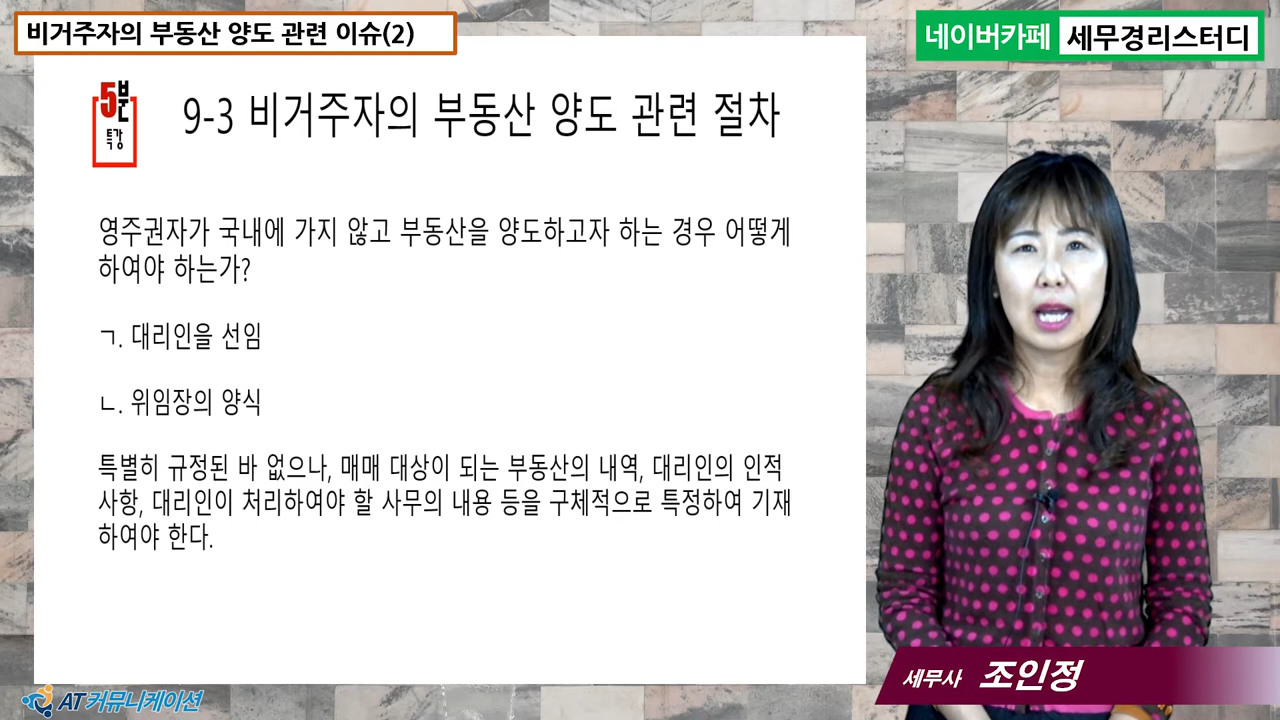 비거주자의 부동산 양도 관련 이슈(2)
네이버카페 세무경리스터디
5분
특강
9-3 비거주자의 부동산 양도 관련 절차
영주권자가 국내에 가지 않고 부동산을 양도하고자 하는 경우 어떻게
하여야 하는가?
ㄱ. 대리인을 선임
ㄴ. 위임장의 양식
특별히 규정된 바 없으나, 매매 대상이 되는 부동산의 내역, 대리인의 인적
사항, 대리인이 처리하여야 할 사무의 내용 등을 구체적으로 특정하여 기재
하여야 한다.
세무사 조인정
AT커뮤니케이션